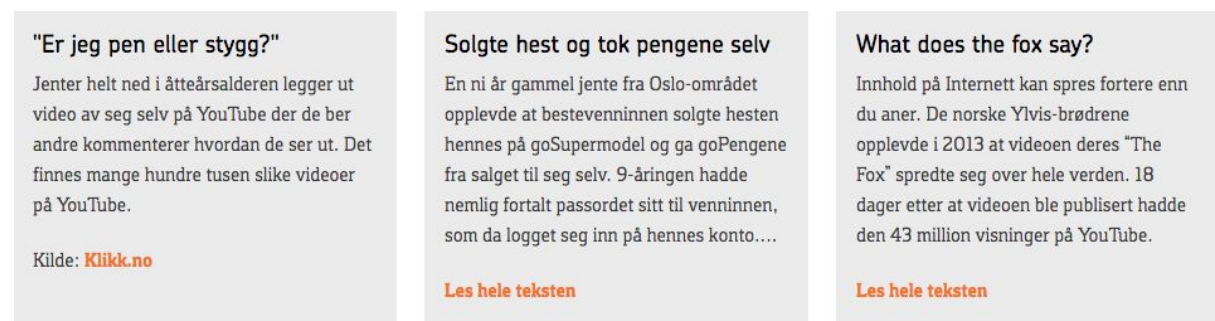 "Er jeg pen eller stygg?"
Jenter helt ned i åtteårsalderen legger ut
video av seg selv på YouTube der de ber
andre kommenterer hvordan de ser ut. Det
finnes mange hundre tusen slike videoer
på YouTube.
Kilde: Klikk.no
Solgte hest og tok pengene selv
En ni år gammel jente fra Oslo-området
opplevde at bestevenninnen solgte hesten
hennes på goSupermodel og ga goPengene
fra salget til seg selv. 9-åringen hadde
nemlig fortalt passordet sitt til venninnen,
som da logget seg inn på hennes konto....
Les hele teksten
What does the fox say?
Innhold på Internett kan spres fortere enn
du aner. De norske Ylvis-brødrene
opplevde i 2013 at videoen deres “The
Fox” spredte seg over hele verden. 18
dager etter at videoen ble publisert hadde
den 43 million visninger på YouTube.
Les hele teksten